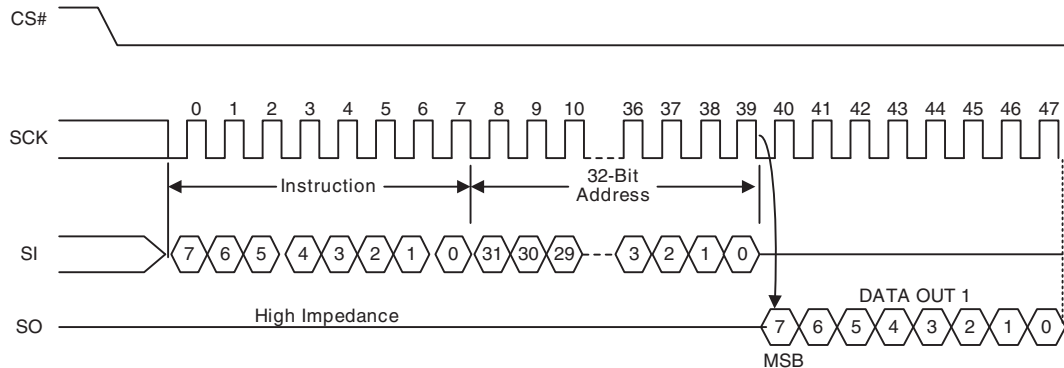 CS#
0 1 2 3 4 5 6 7 8 9 10 36 37 38 39 40 41 42 43 44 45 46 47
SCK
Instruction
32-Bit
Address
SI
7 6 5 4 3 2 1 0 31 30 29 3 2 1 0
DATA OUT 1
High Impedance
SO
7 6 5 4 3 2 1 0
MSB